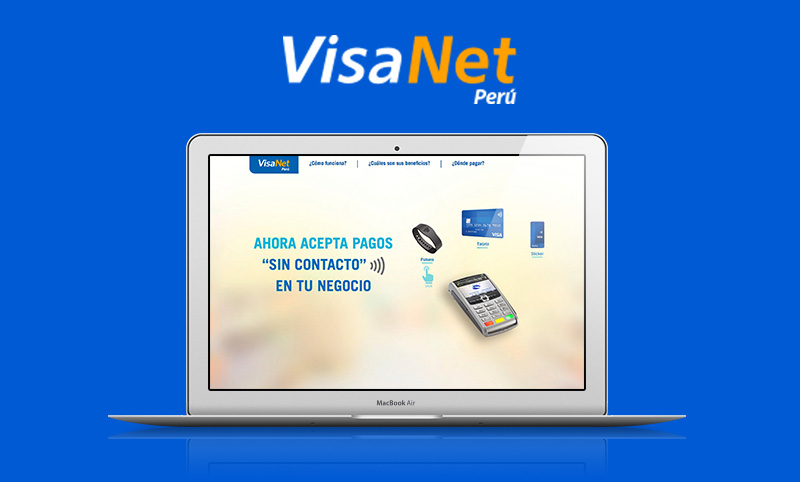 VisaNet
Perú
VisaNet
Perú
¿Cómo funciona? | ¿Cuáles son sus beneficios? | ¿Dónde pagar?
AHORA ACEPTA PAGOS
"SIN CONTACTO"
EN TU NEGOCIO
VISA
Pulsera
Tarjeta
Sticker
MacBook Air